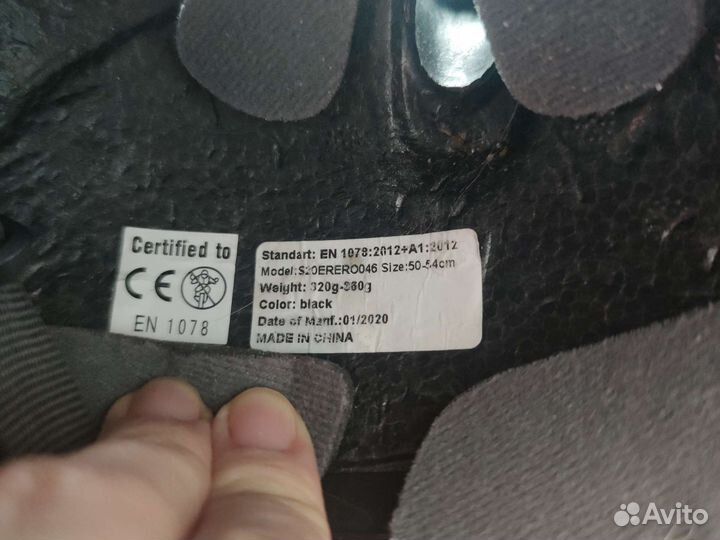 Certified to
CE
EN 1078
Standart: EN 1078:2012+A1:2012
Model:S20ERERO046 Size:50-54cm
Weight: 320g-360g
Color: black
Date of Manf.:01/2020
MADE IN CHINA
Avito